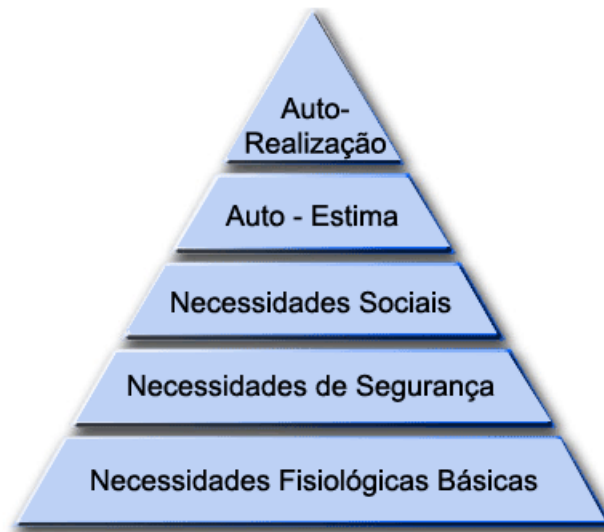 Auto-
Realização
Auto - Estima
Necessidades Sociais
Necessidades de Segurança
Necessidades Fisiológicas Básicas